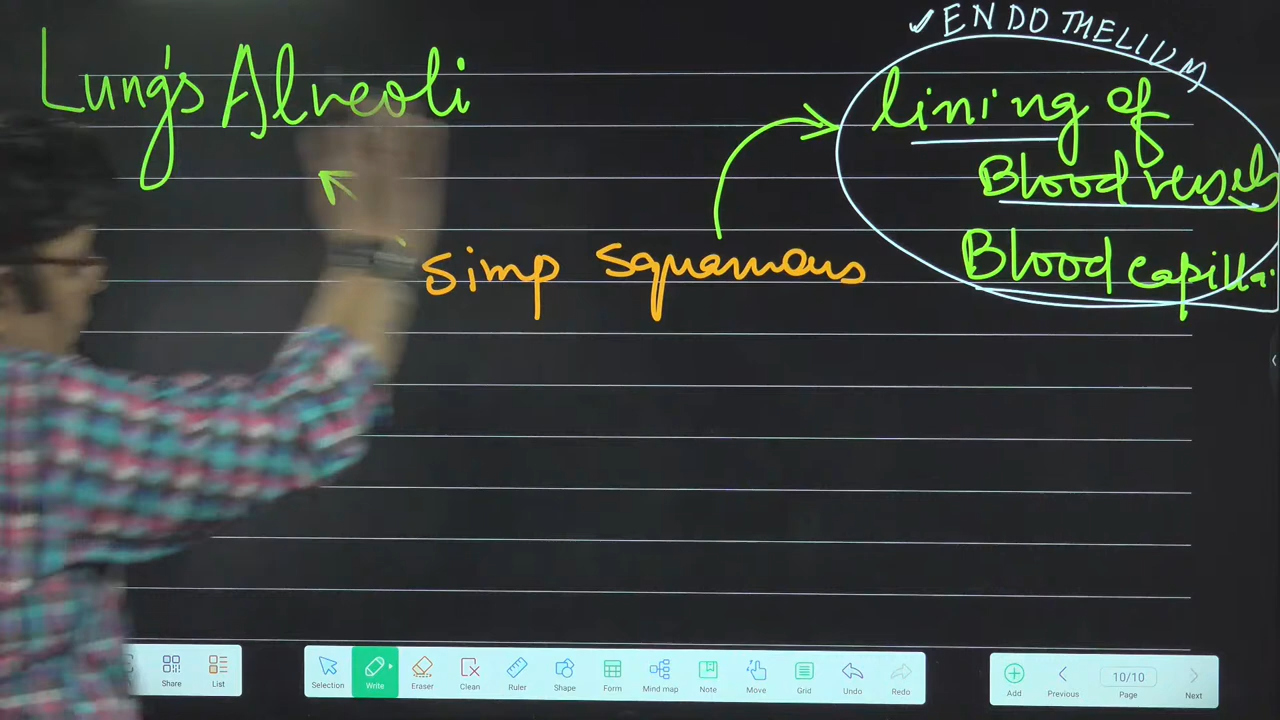 ✓ ENDOTHELIUM
Lung's Alveoli
lining of
Blood vessels
Blood capilla
Simp Squamous
Share
List
Selection
Write
Eraser
Clean
Ruler
Shape
Form
Mind map
Note
Move
Grid
Undo
Redo
Add
Previous
10/10
Page
Next